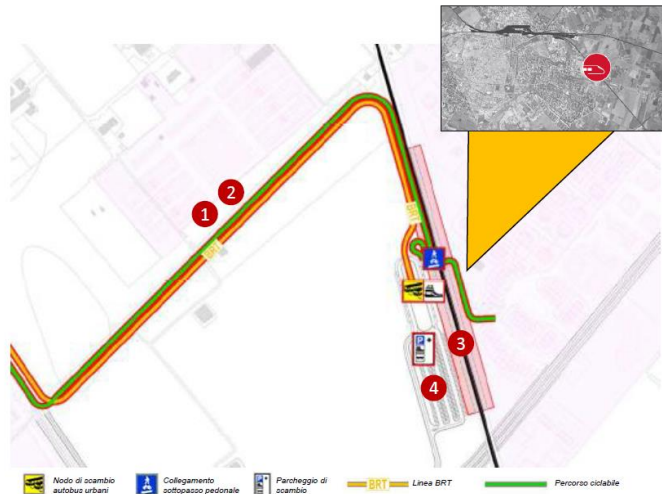 2
1
BRT
BRT
3
P
4
Nodo di scambio
autobus urbani
Collegamento
sottopasso pedonale
P
Parcheggio di
scambio
BRT
Linea BRT
Percorso ciclabile